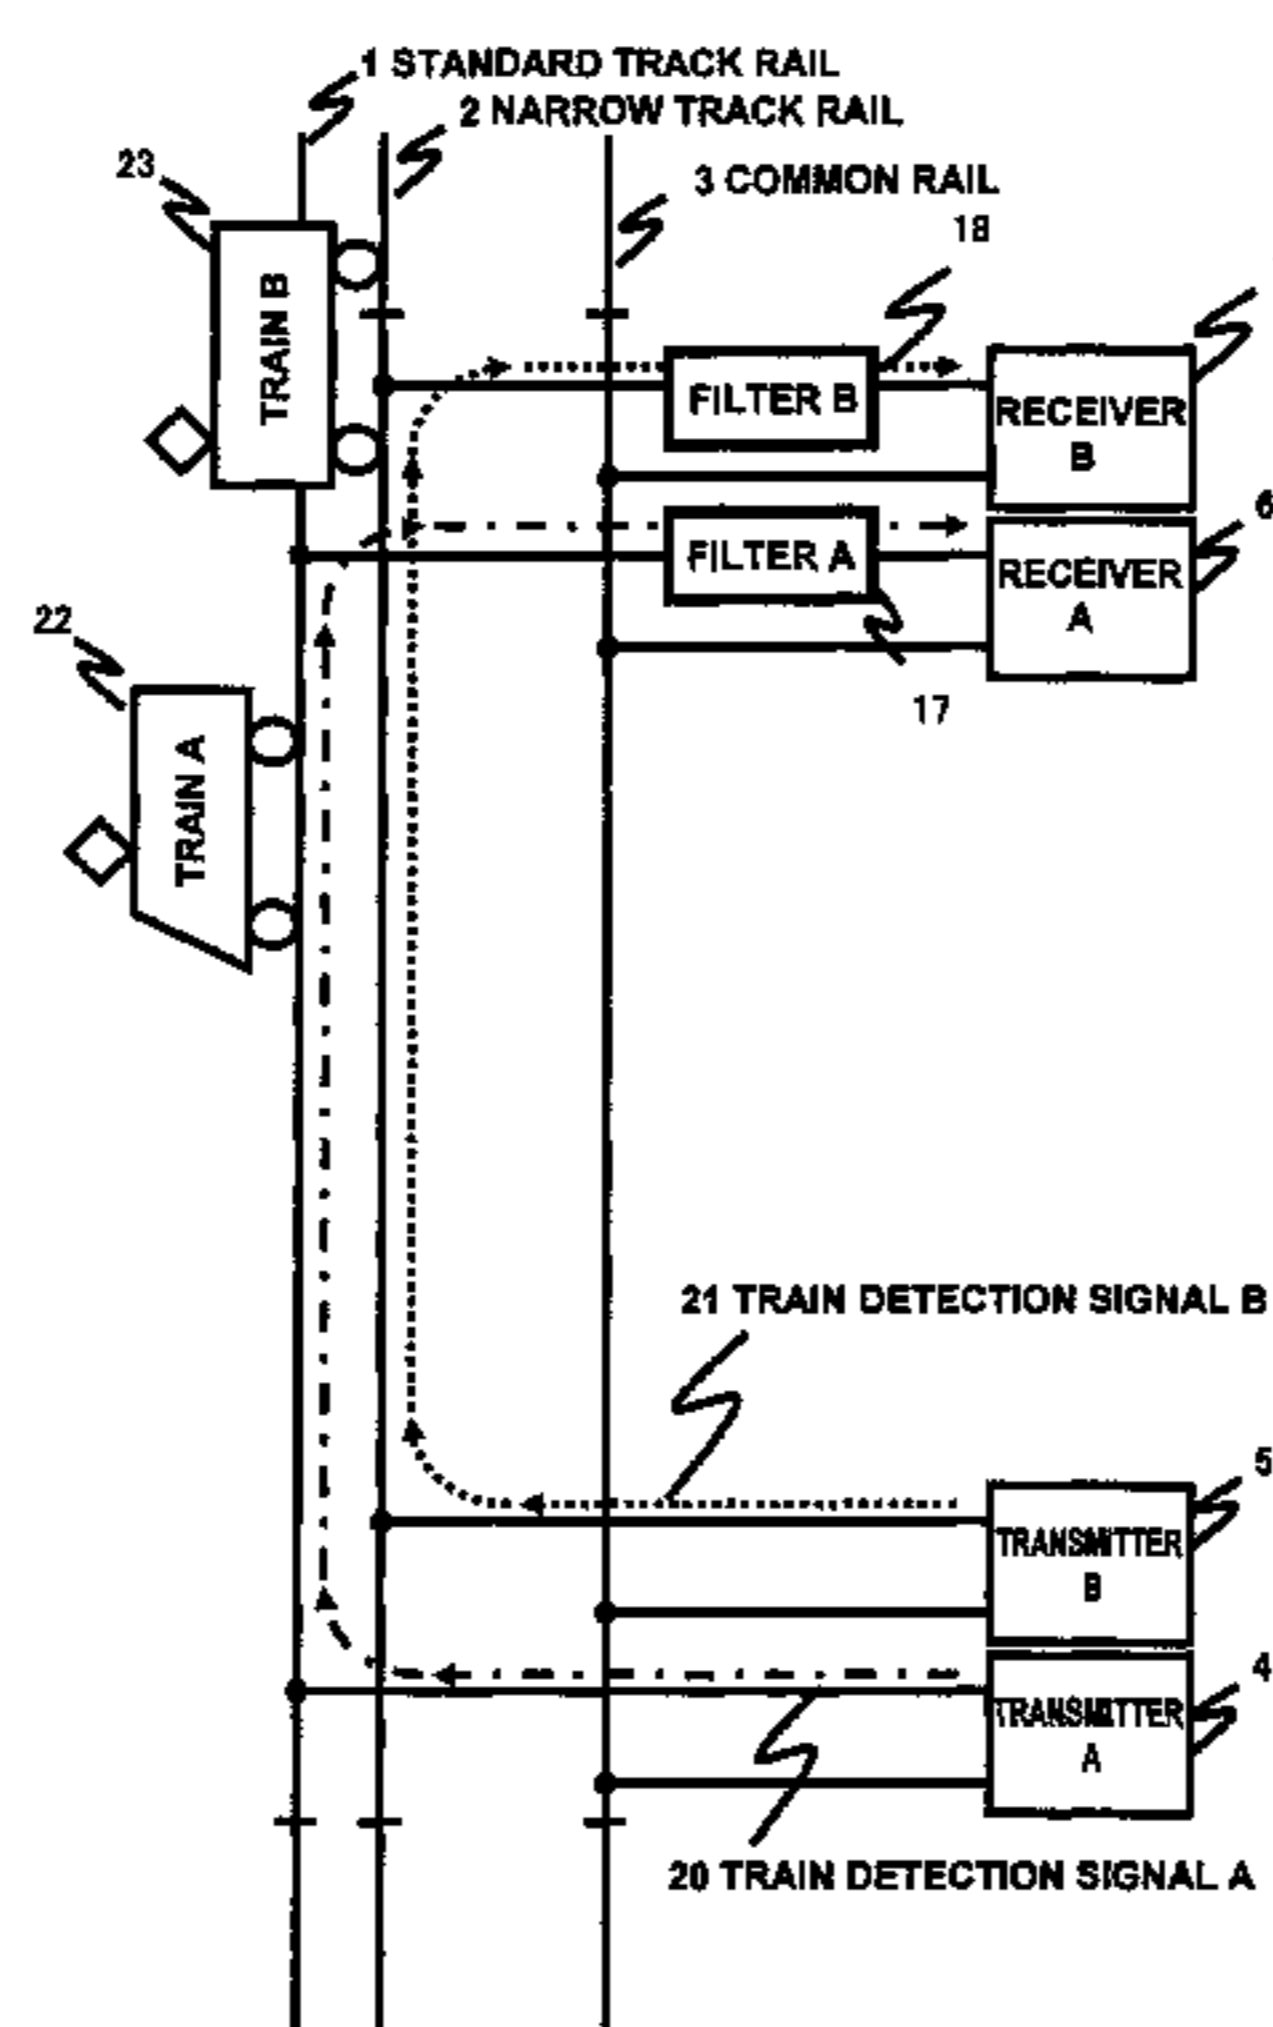 1 STANDARD TRACK RAIL
2 NARROW TRACK RAIL
3 COMMON RAIL
23
18
TRAIN B
FILTER B
RECEIVER
B
6
FILTER A
RECEIVER
A
22
17
TRAIN A
21 TRAIN DETECTION SIGNAL B
5
TRANSMITTER
B
4
TRANSMITTER
A
20 TRAIN DETECTION SIGNAL A